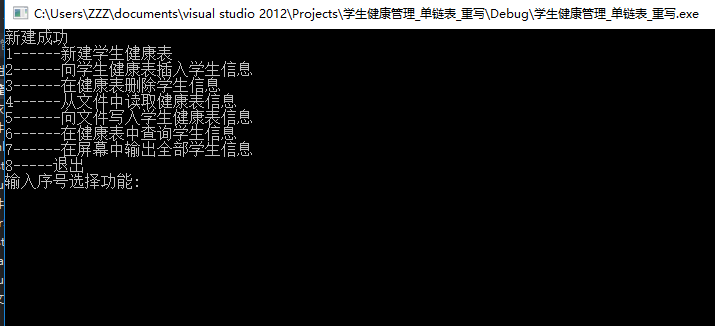 C:\Users\ZZZ\documents\visual studio 2012\Projects\学生健康管理_单链表_重写\Debug\学生健康管理_单链表_重写.exe
新建成功
1------新建学生健康表
2------向学生健康表插入学生信息
3------在健康表删除学生信息
4------从文件中读取健康表信息
5------向文件写入学生健康表信息
6------在健康表中查询学生信息
7------在屏幕中输出全部学生信息
8-----退出
输入序号选择功能: